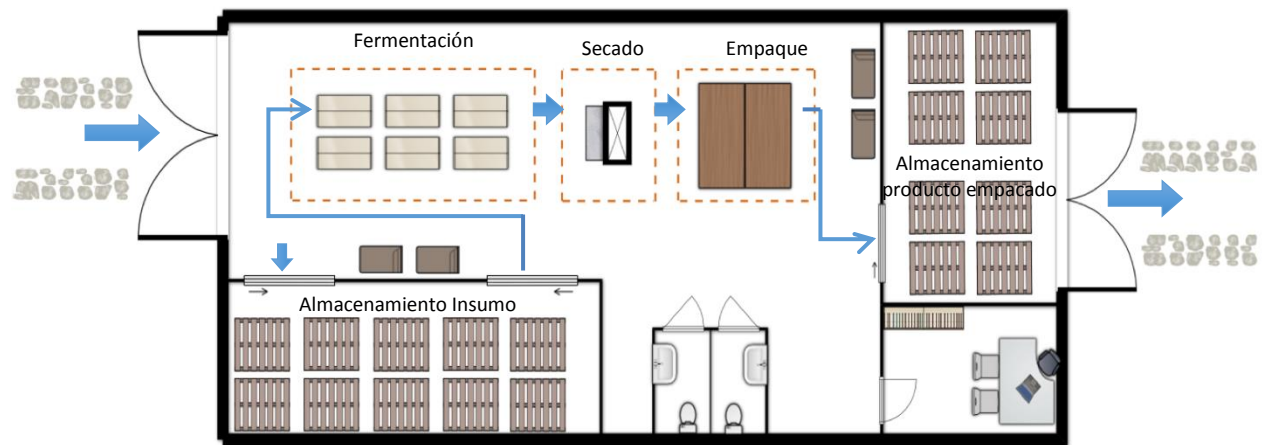 Fermentación
Secado
Empaque
Almacenamiento
producto empacado
Almacenamiento Insumo